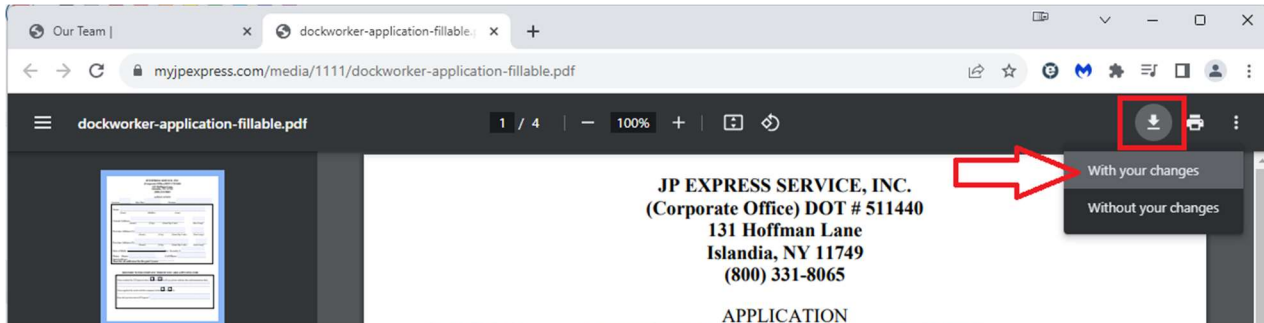 Our Team |
dockworker-application-fillable.
myjpexpress.com/media/1111/dockworker-application-fillable.pdf
dockworker-application-fillable.pdf
1 / 4
100%
With your changes
Without your changes
JP EXPRESS SERVICE, INC.
(Corporate Office) DOT # 511440
131 Hoffman Lane
Islandia, NY 11749
(800) 331-8065
APPLICATION